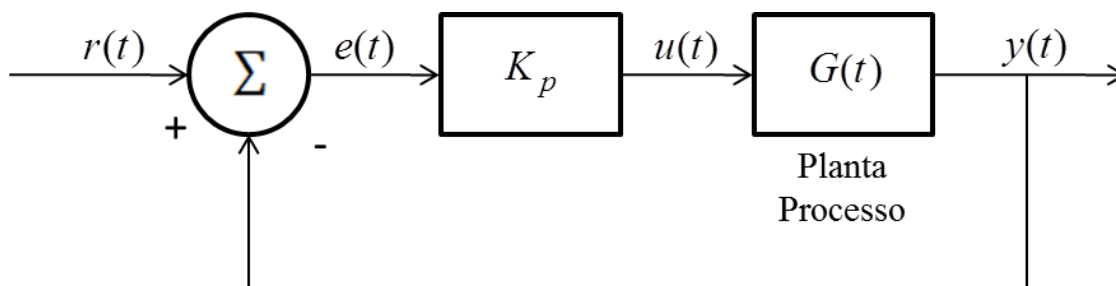 r(t)
Σ
e(t)
K_p
u(t)
G(t)
y(t)
+
-
Planta
Processo